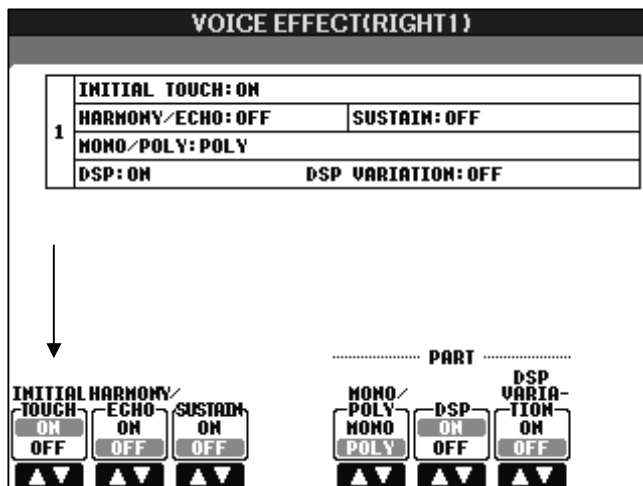 VOICE EFFECT(RIGHT1)
1
INITIAL TOUCH:ON
HARMONY/ECHO:OFF SUSTAIN:OFF
MONO/POLY:POLY
DSP:ON DSP VARIATION:OFF
PART
INITIAL TOUCH
ON
OFF
HARMONY/ECHO
ON
OFF
SUSTAIN
ON
OFF
MONO/POLY
MONO
POLY
DSP
ON
OFF
DSP VARIA-
TION
ON
OFF